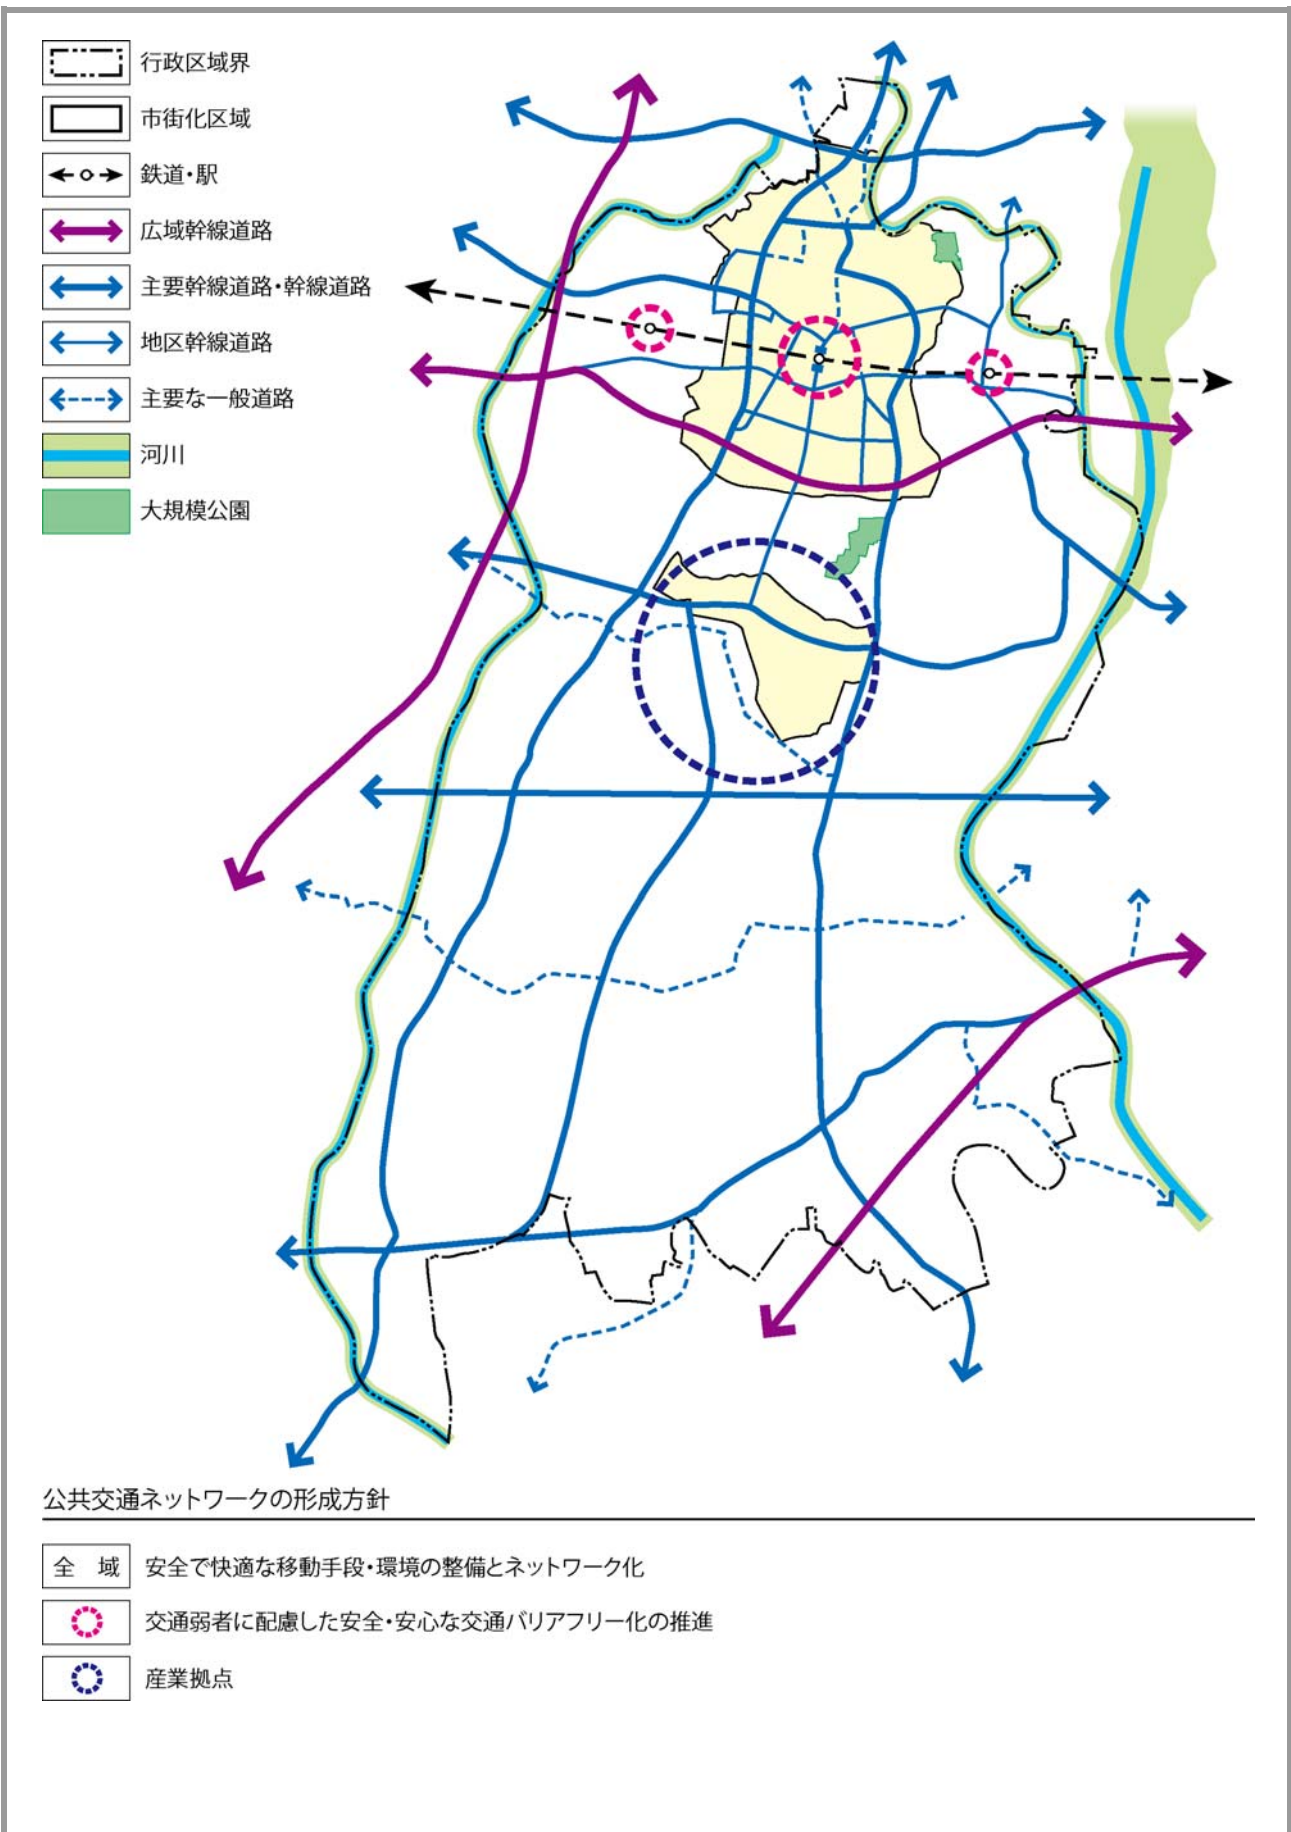 行政区域界
市街化区域
鉄道・駅
広域幹線道路
主要幹線道路・幹線道路
地区幹線道路
主要な一般道路
河川
大規模公園
公共交通ネットワークの形成方針
全　域　安全で快適な移動手段・環境の整備とネットワーク化
交通弱者に配慮した安全・安心な交通バリアフリー化の推進
産業拠点